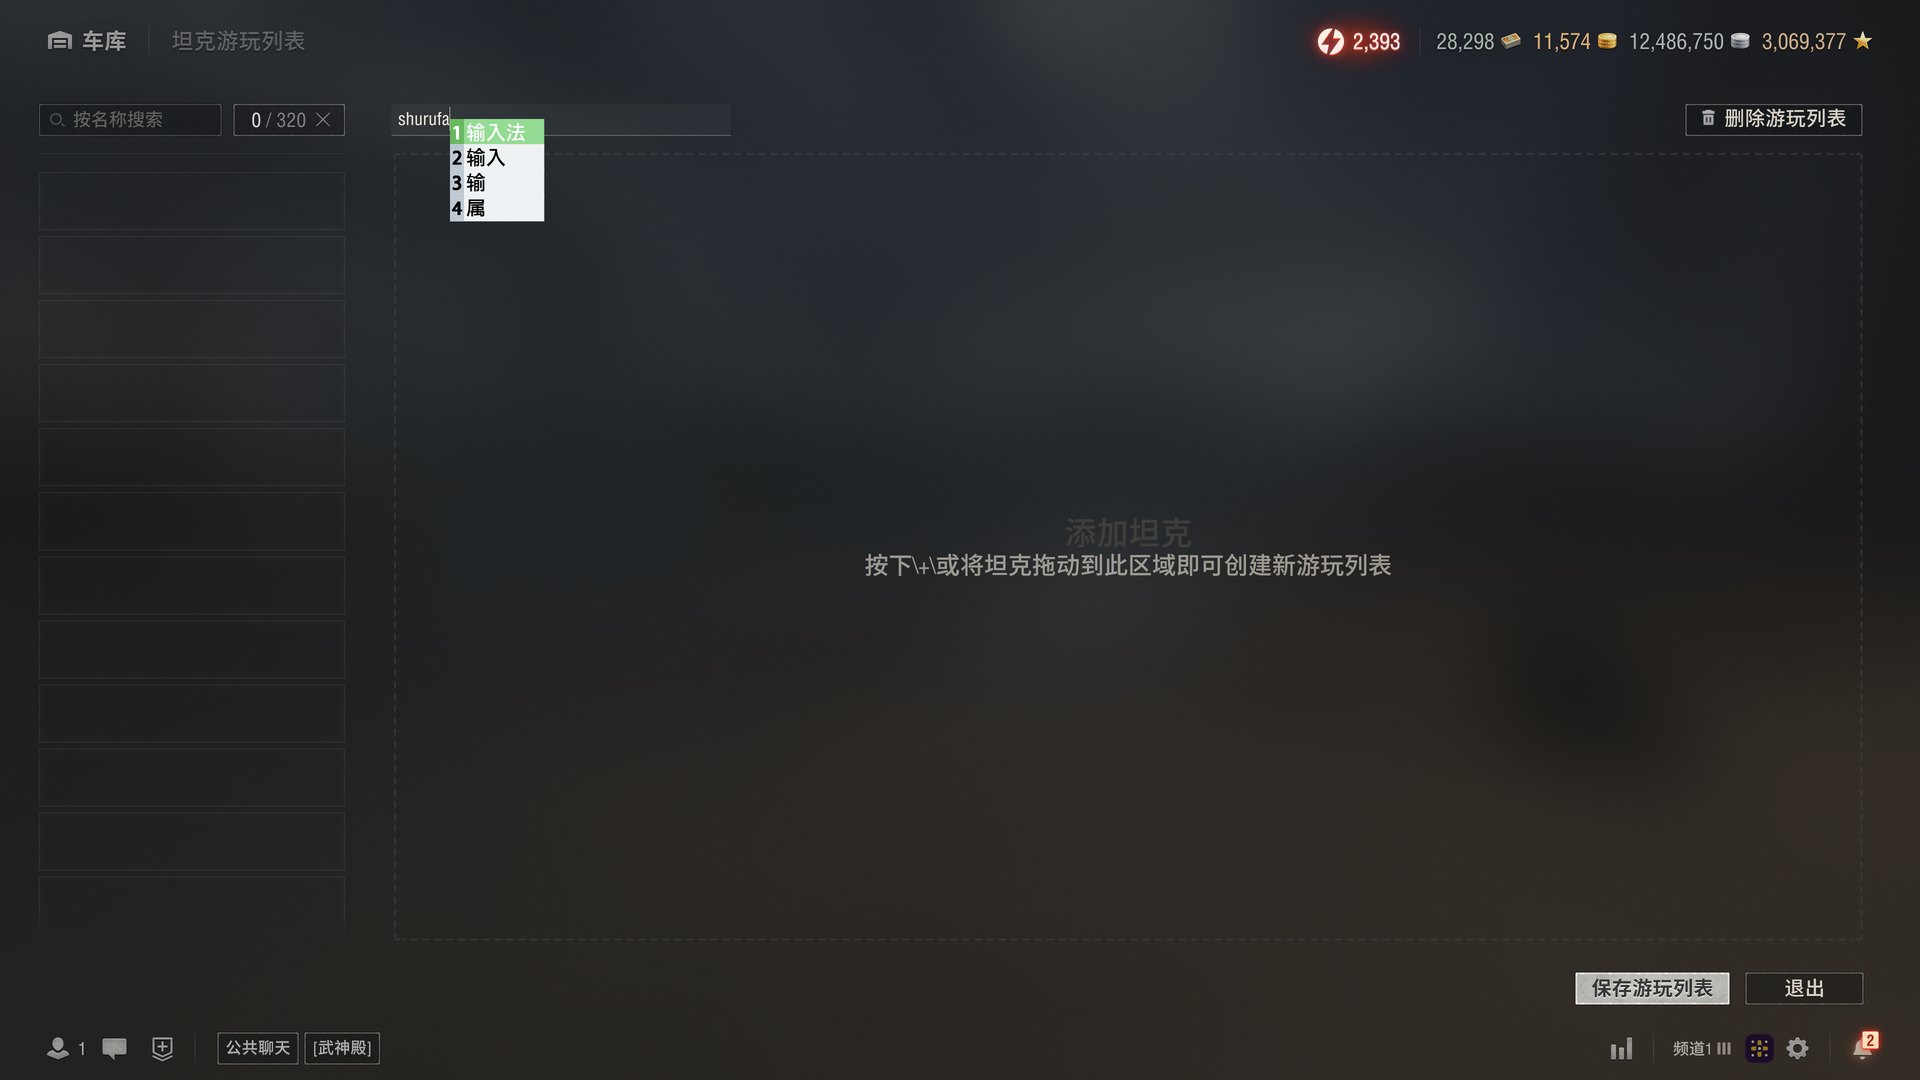 车库
坦克游玩列表
2,393
28,298
11,574
12,486,750
3,069,377
按名称搜索
0 / 320
shurufa
删除游玩列表
1 输入法
2 输入
3 输
4 属
添加坦克
按下\+\或将坦克拖动到此区域即可创建新游玩列表
保存游玩列表
退出
1
公共聊天
[武神殿]
频道1 III
2